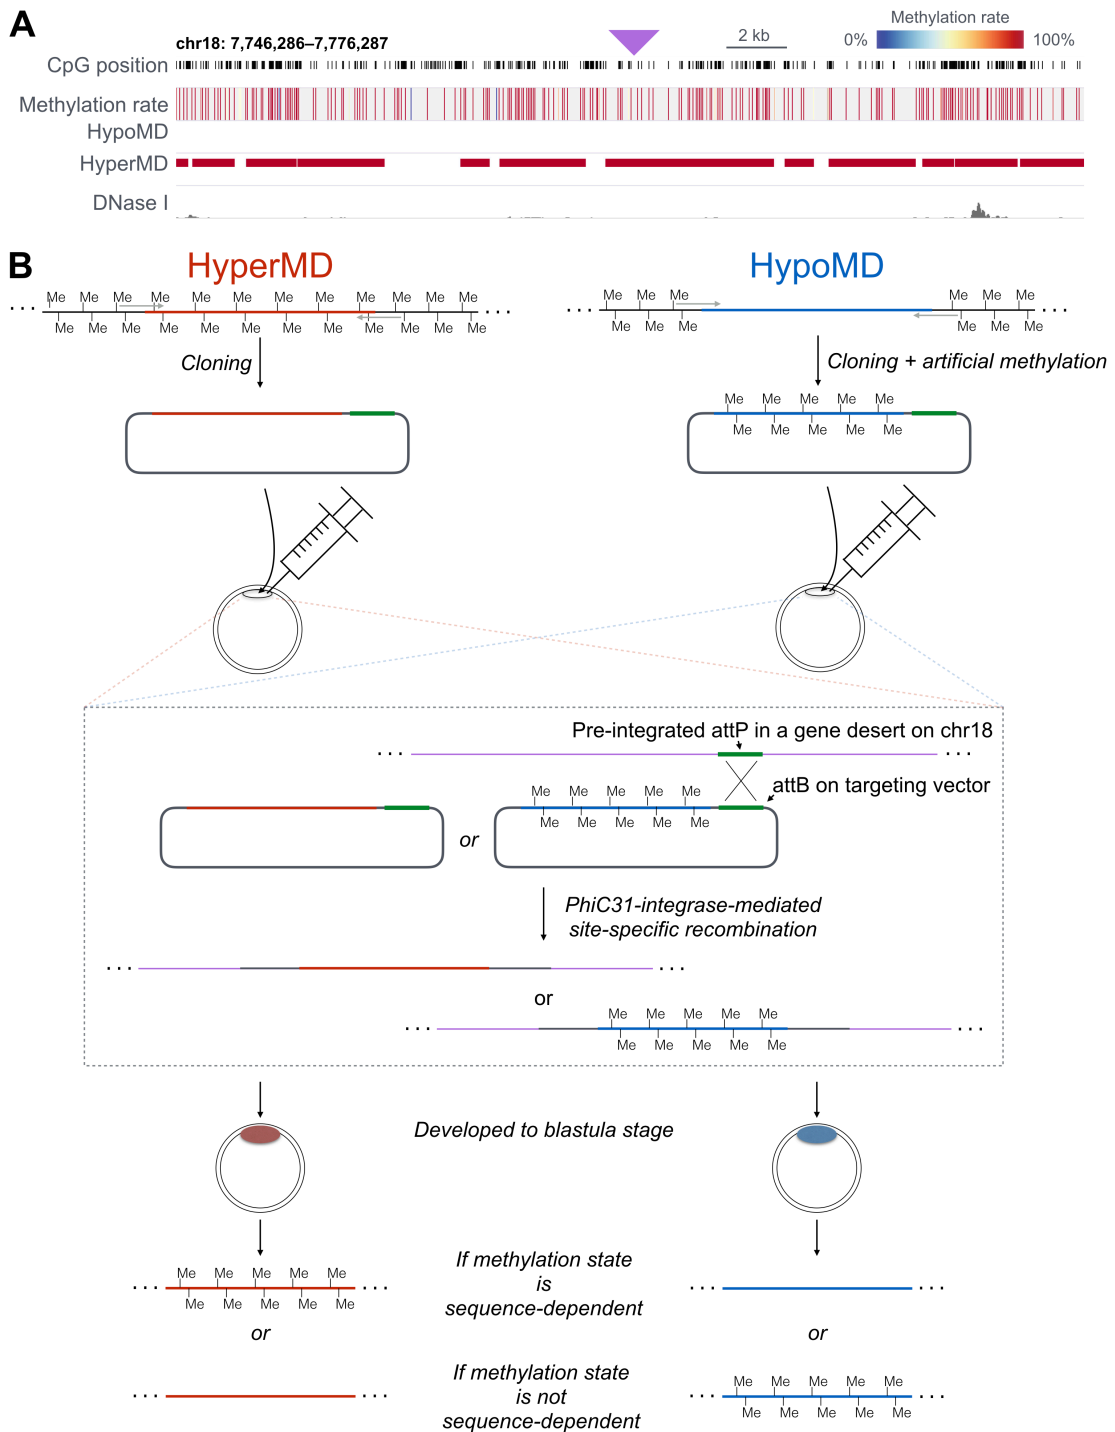 A
Methylation rate
chr18: 7,746,286–7,776,287
2 kb
0%
100%
CpG position
Methylation rate
HypoMD
HyperMD
DNase I
B
HyperMD
HypoMD
Me Me Me Me Me Me Me Me Me Me Me
Me Me Me Me Me Me Me Me Me Me
Me Me Me Me Me Me
Me Me Me Me Me Me
Cloning
Cloning + artificial methylation
Me Me Me Me Me
Me Me Me Me Me
Pre-integrated attP in a gene desert on chr18
attB on targeting vector
Me Me Me Me Me
Me Me Me Me Me
or
PhiC31-integrase-mediated
site-specific recombination
or
Me Me Me Me Me
Me Me Me Me Me
Developed to blastula stage
Me Me Me Me Me
Me Me Me Me Me
If methylation state
is
sequence-dependent
or
or
If methylation state
is not
sequence-dependent
Me Me Me Me Me
Me Me Me Me Me